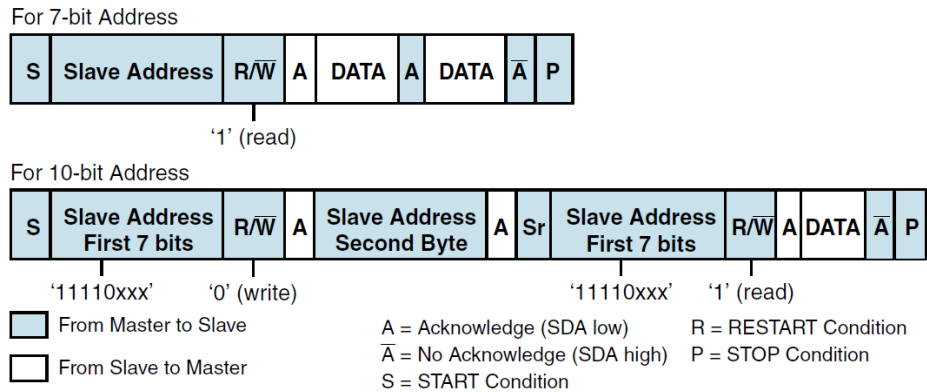 For 7-bit Address
S Slave Address R/W̅ A DATA A DATA A̅ P
‘1’ (read)
For 10-bit Address
S Slave Address First 7 bits R/W̅ A Slave Address Second Byte A Sr Slave Address First 7 bits R/W̅ A DATA A̅ P
‘11110xxx’ ‘0’ (write) ‘11110xxx’ ‘1’ (read)
From Master to Slave
From Slave to Master
A = Acknowledge (SDA low)
A̅ = No Acknowledge (SDA high)
S = START Condition
R = RESTART Condition
P = STOP Condition